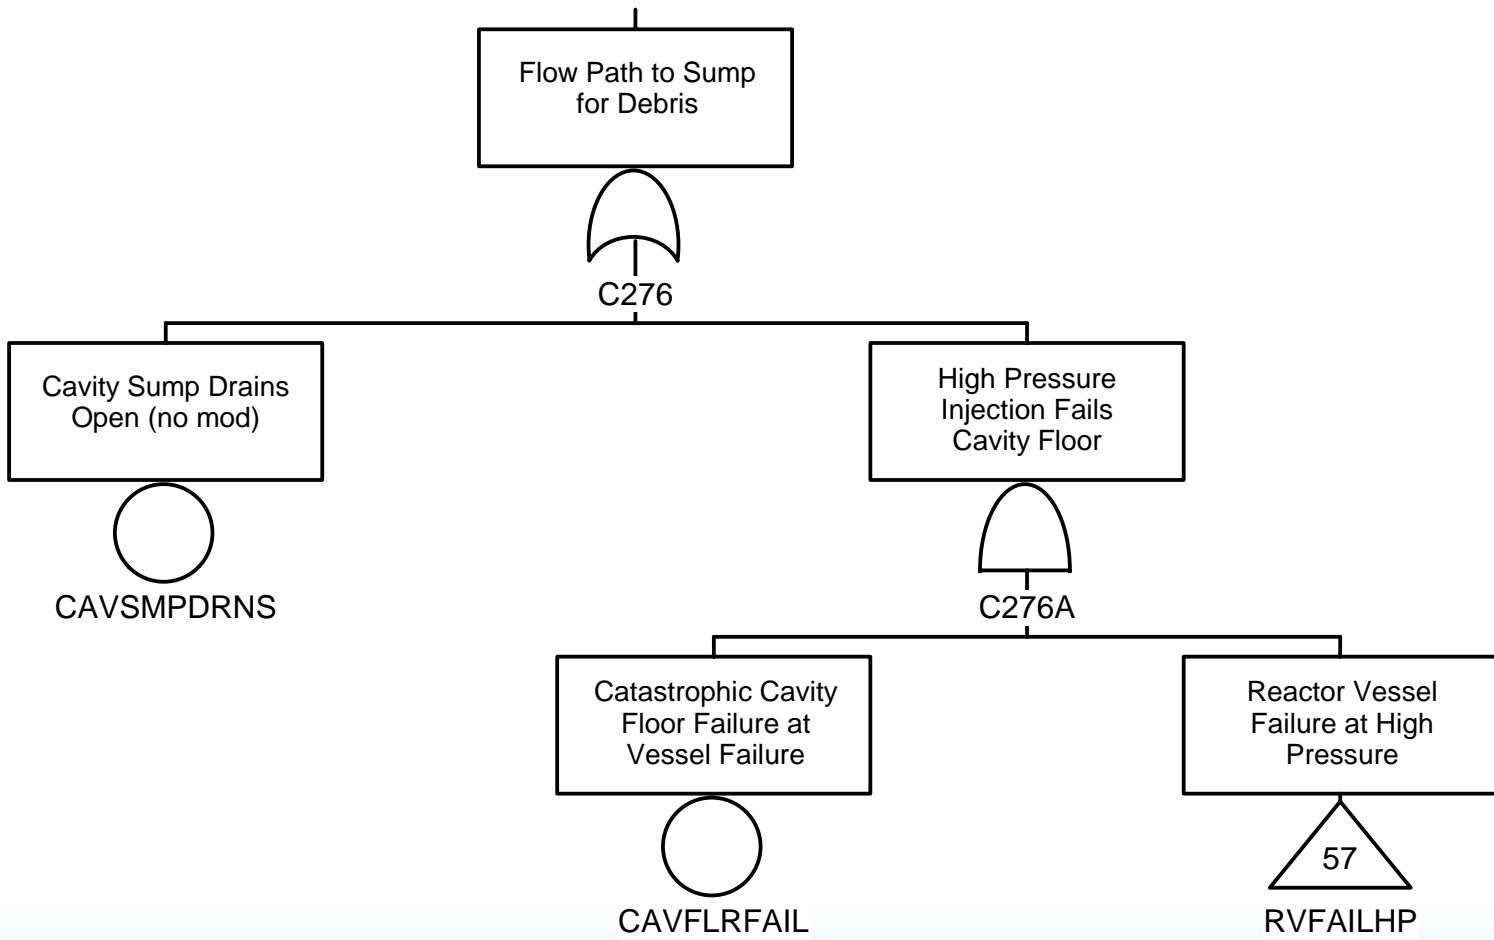 Flow Path to Sump
for Debris
C276
Cavity Sump Drains
Open (no mod)
CAVSMPDRNS
High Pressure
Injection Fails
Cavity Floor
C276A
Catastrophic Cavity
Floor Failure at
Vessel Failure
CAVFLRFAIL
Reactor Vessel
Failure at High
Pressure
57
RVFAILHP